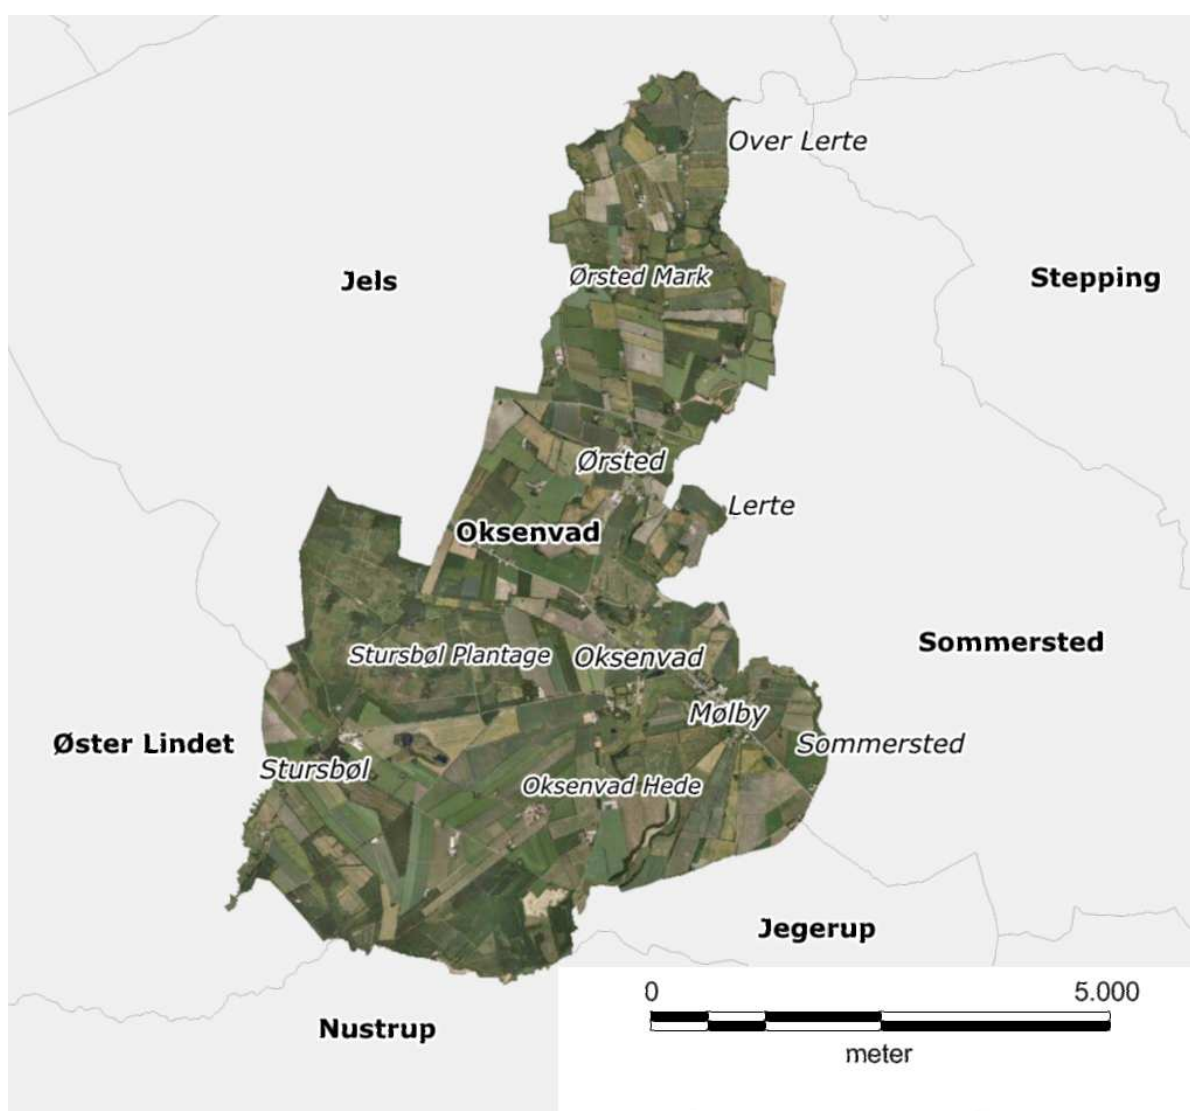 Over Lerte
Ørsted Mark
Jels
Stepping
Ørsted
Lerte
Oksenvad
Stursbøl Plantage
Oksenvad
Sommersted
Mølby
Øster Lindet
Sommersted
Stursbøl
Oksenvad Hede
Jegerup
0 5.000
Nustrup
meter